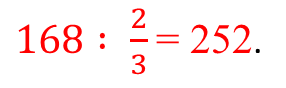 168 : 2/3 = 252.